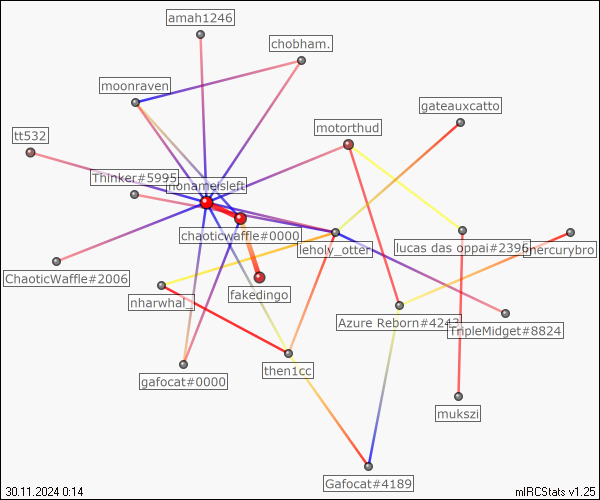 amah1246
chobham.
moonraven
gateauxcatto
motorthud
tt532
Thinker#5995
nonameisleft
chaoticwaffle#0000
leholy_otter
lucas das oppai#2396
mercurybro
ChaoticWaffle#2006
nharwhal_
fakedingo
Azure Reborn#4242
TripleMidget#8824
gafocat#0000
then1cc
mukszi
Gafocat#4189
30.11.2024 0:14
mIRCStats v1.25